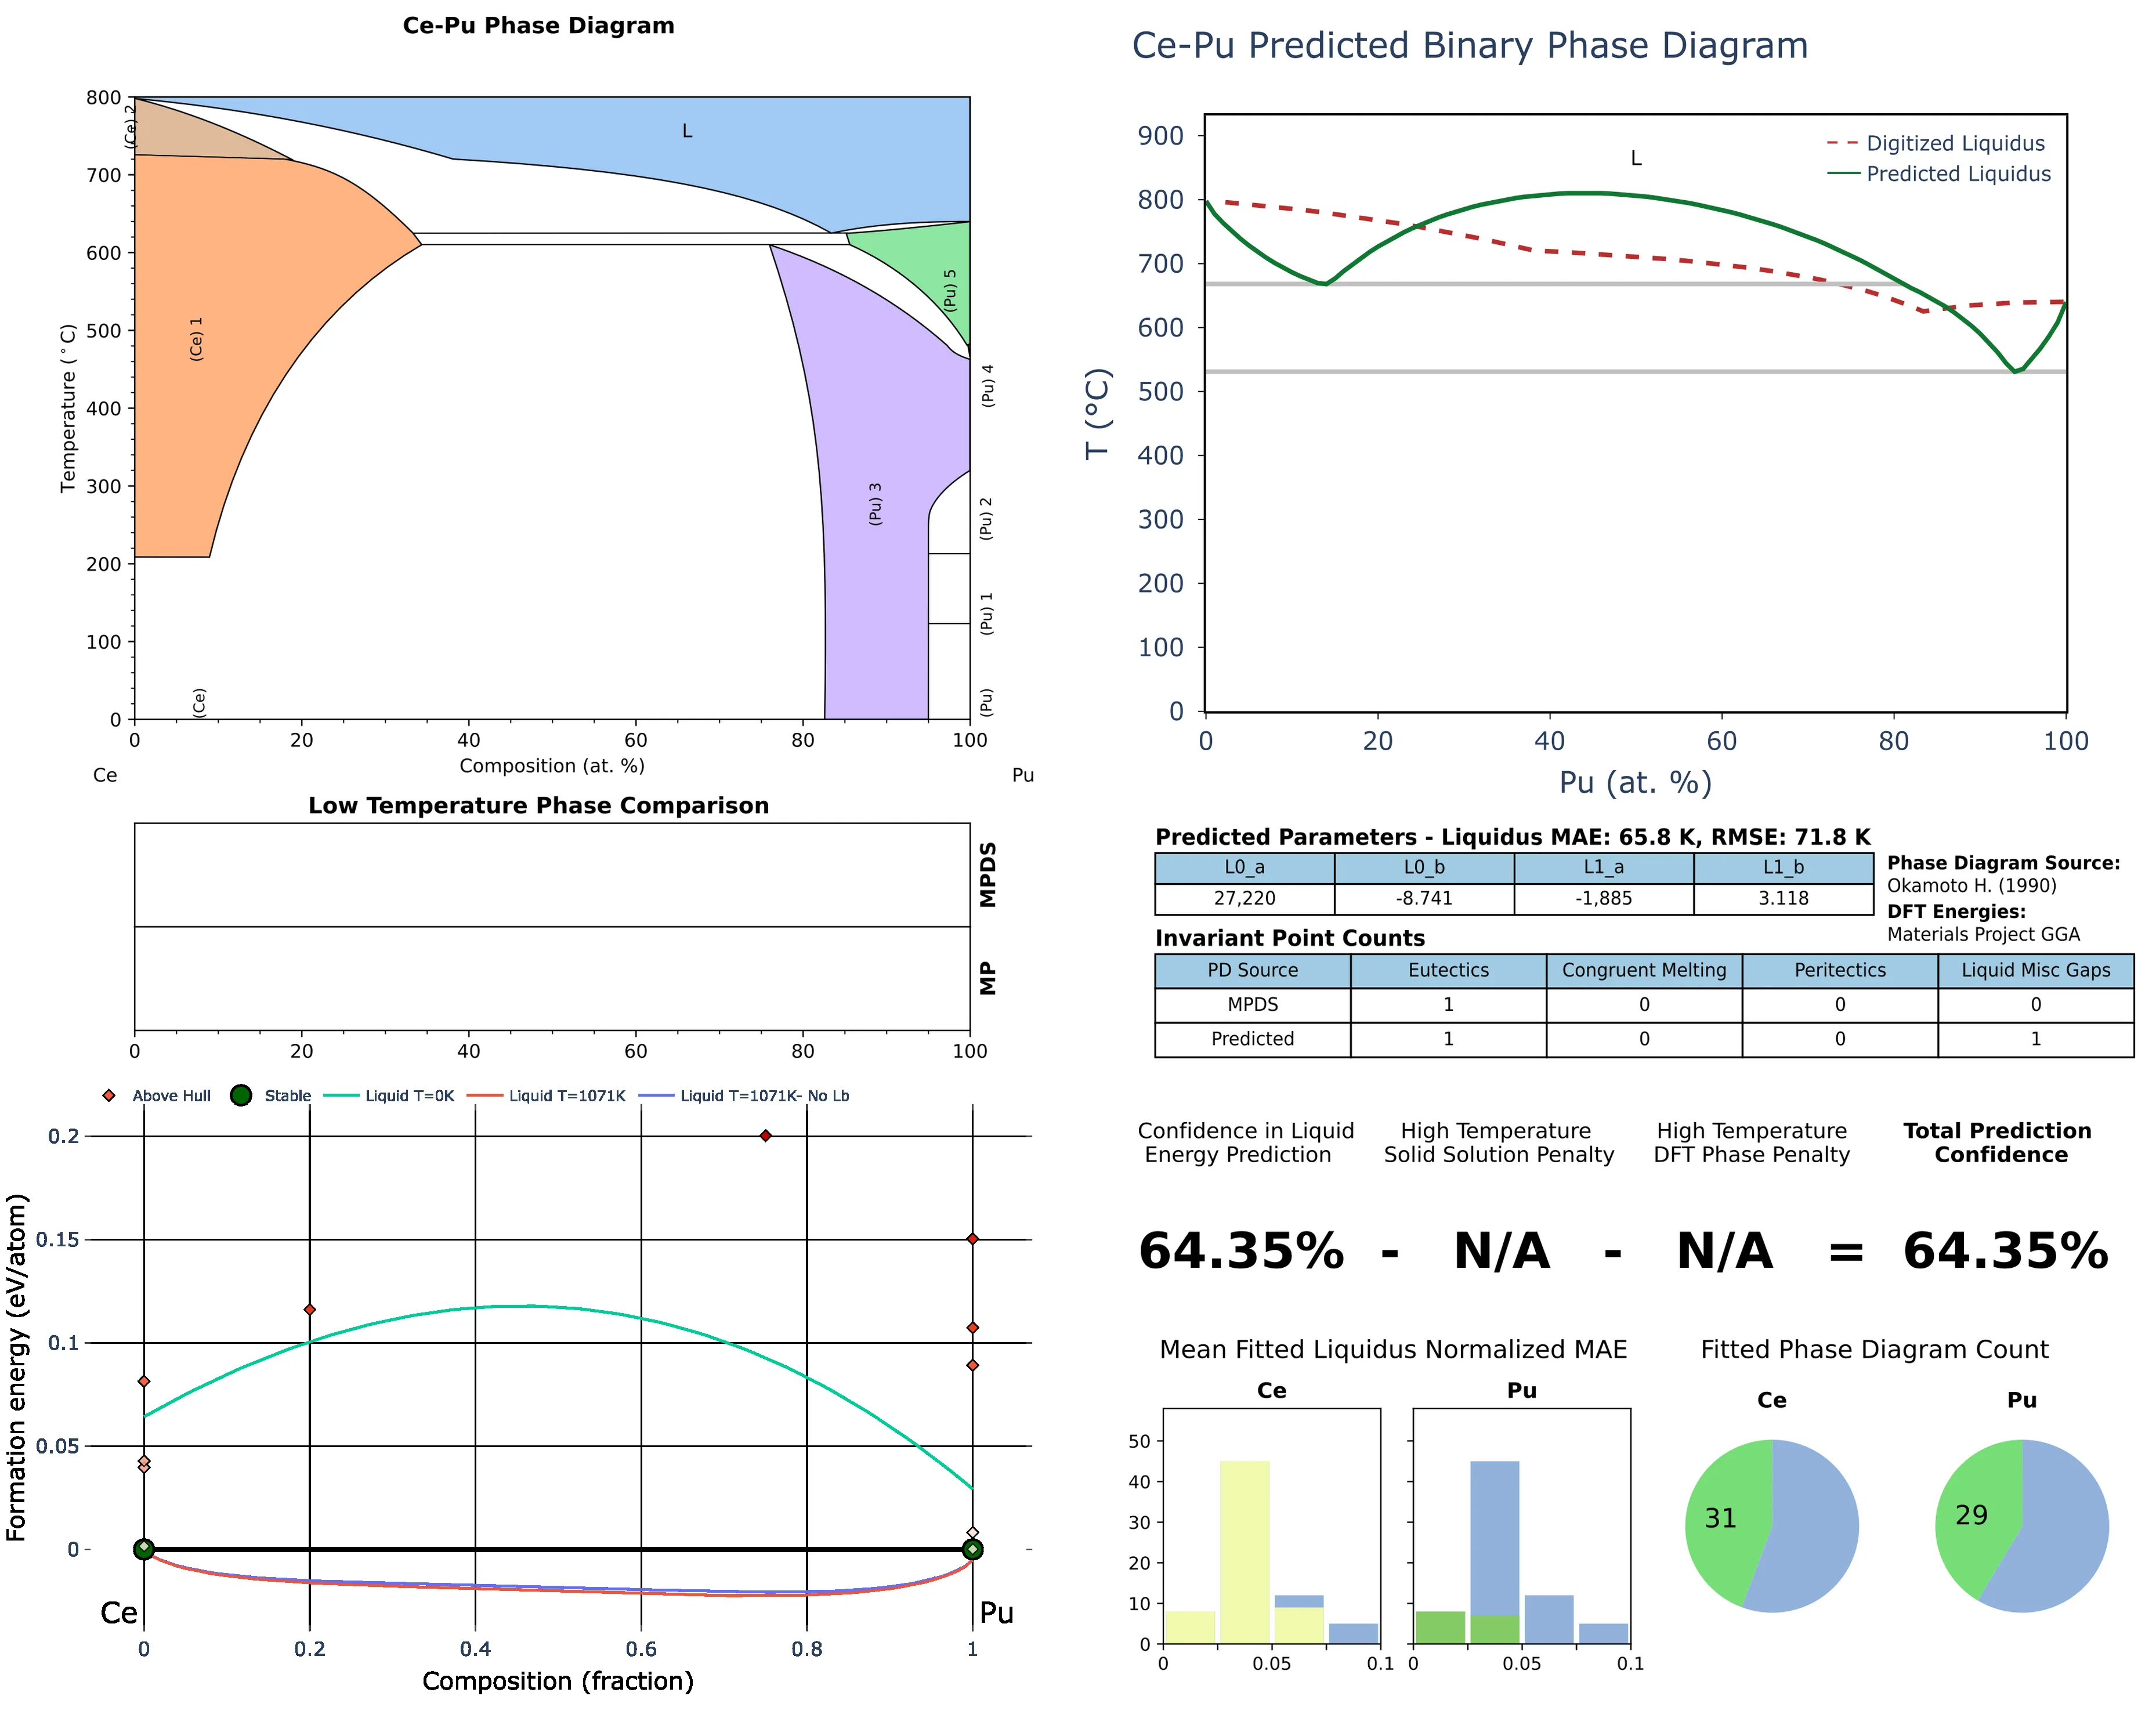 Ce-Pu Phase Diagram
800
700
600
500
400
300
200
100
0
Temperature (°C)
(Ce) 2
(Ce) 1
(Ce)
L
(Pu) 5
(Pu) 4
(Pu) 3
(Pu) 2
(Pu) 1
(Pu)
0 20 40 60 80 100
Composition (at. %)
Ce Pu
Low Temperature Phase Comparison
MPDS
MP
0 20 40 60 80 100
Above Hull Stable Liquid T=0K Liquid T=1071K Liquid T=1071K- No Lb
Formation energy (eV/atom)
0.2
0.15
0.1
0.05
0
Ce Pu
0 0.2 0.4 0.6 0.8 1
Composition (fraction)
Ce-Pu Predicted Binary Phase Diagram
T (°C)
900
800
700
600
500
400
300
200
100
0
L
Digitized Liquidus
Predicted Liquidus
0 20 40 60 80 100
Pu (at. %)
Predicted Parameters - Liquidus MAE: 65.8 K, RMSE: 71.8 K
L0_a L0_b L1_a L1_b
27,220 -8.741 -1,885 3.118
Phase Diagram Source:
Okamoto H. (1990)
DFT Energies:
Materials Project GGA
Invariant Point Counts
PD Source Eutectics Congruent Melting Peritectics Liquid Misc Gaps
MPDS 1 0 0 0
Predicted 1 0 0 1
Confidence in Liquid
Energy Prediction
High Temperature
Solid Solution Penalty
High Temperature
DFT Phase Penalty
Total Prediction
Confidence
64.35% - N/A - N/A = 64.35%
Mean Fitted Liquidus Normalized MAE
Ce Pu
50
40
30
20
10
0
0 0.05 0.1 0 0.05 0.1
Fitted Phase Diagram Count
Ce Pu
31 29